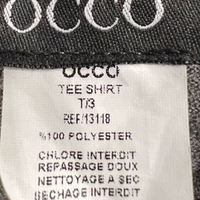 OCCO
OCCO
TEE SHIRT
T/3
REF/13118
%100 POLYESTER
CHLORE INTERDIT
REPASSAGE DOUX
NETTOYAGE A SEC
SECHAGE INTERDIT